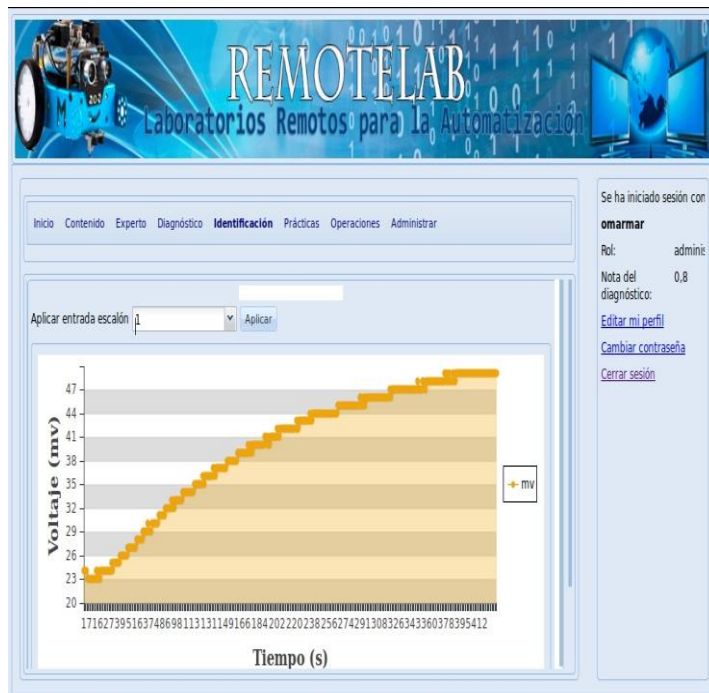 REMOTELAB
Laboratorios Remotos para la Automatización
Inicio Contenido Experto Diagnóstico Identificación Prácticas Operaciones Administrar
Aplicar entrada escalón 1 Aplicar
Voltaje (mv)
47
44
41
38
35
32
29
26
23
20
mv
Tiempo (s)
Se ha iniciado sesión con
omarmar
Rol: adminis
Nota del diagnóstico: 0,8
Editar mi perfil
Cambiar contraseña
Cerrar sesión